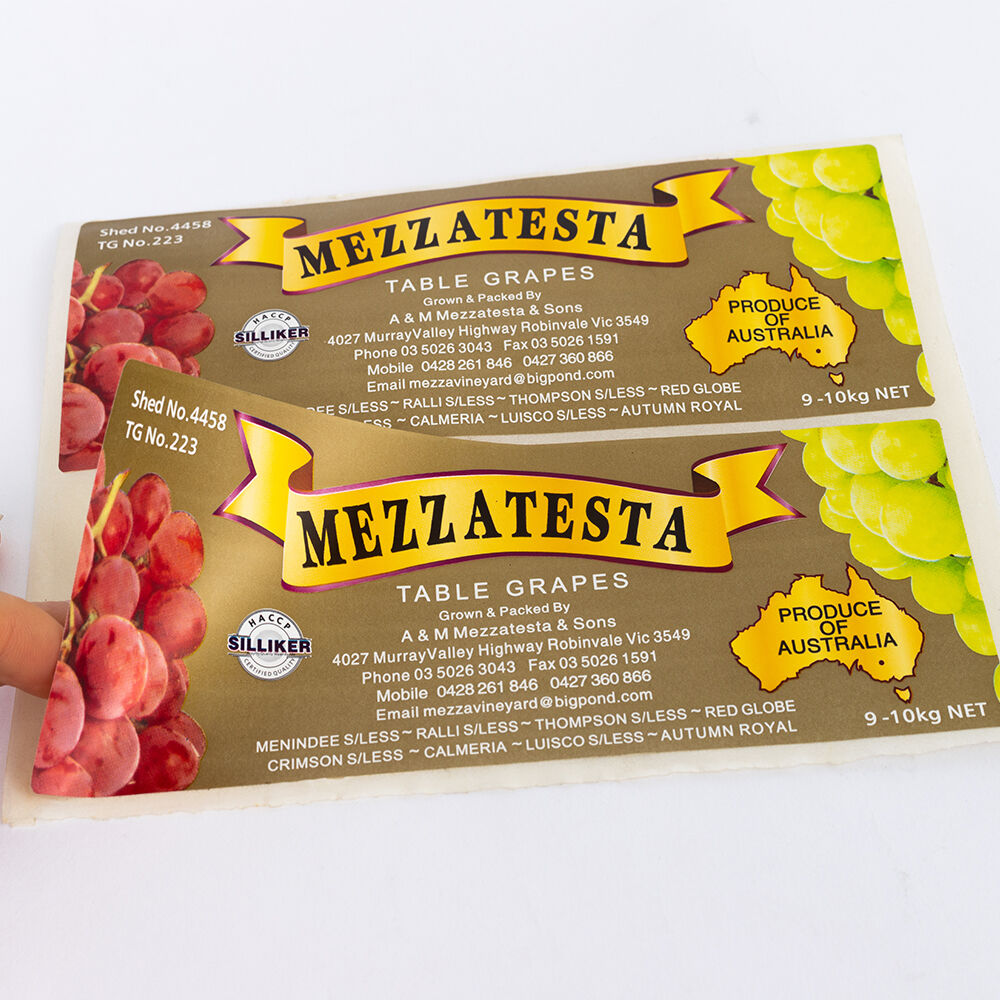 Shed No.4458
TG No.223
MEZZATESTA
TABLE GRAPES
Grown & Packed By
A & M Mezzatesta & Sons
4027 MurrayValley Highway Robinvale Vic 3549
Phone 03 5026 3043 Fax 03 5026 1591
Mobile 0428 261 846 0427 360 866
Email mezzavineyard@bigpond.com
S/LESS ~ RALLI S/LESS ~ THOMPSON S/LESS ~ RED GLOBE
~ CALMERIA ~ LUISCO S/LESS ~ AUTUMN ROYAL
HACCP
SILLIKER
CERTIFIED QUALITY
PRODUCE
OF
AUSTRALIA
9-10kg NET
Shed No.4458
TG No.223
MEZZATESTA
TABLE GRAPES
Grown & Packed By
A & M Mezzatesta & Sons
4027 MurrayValley Highway Robinvale Vic 3549
Phone 03 5026 3043 Fax 03 5026 1591
Mobile 0428 261 846 0427 360 866
Email mezzavineyard@bigpond.com
MENINDEE S/LESS ~ RALLI S/LESS ~ THOMPSON S/LESS ~ RED GLOBE
CRIMSON S/LESS ~ CALMERIA ~ LUISCO S/LESS ~ AUTUMN ROYAL
HACCP
SILLIKER
CERTIFIED QUALITY
PRODUCE
OF
AUSTRALIA
9-10kg NET